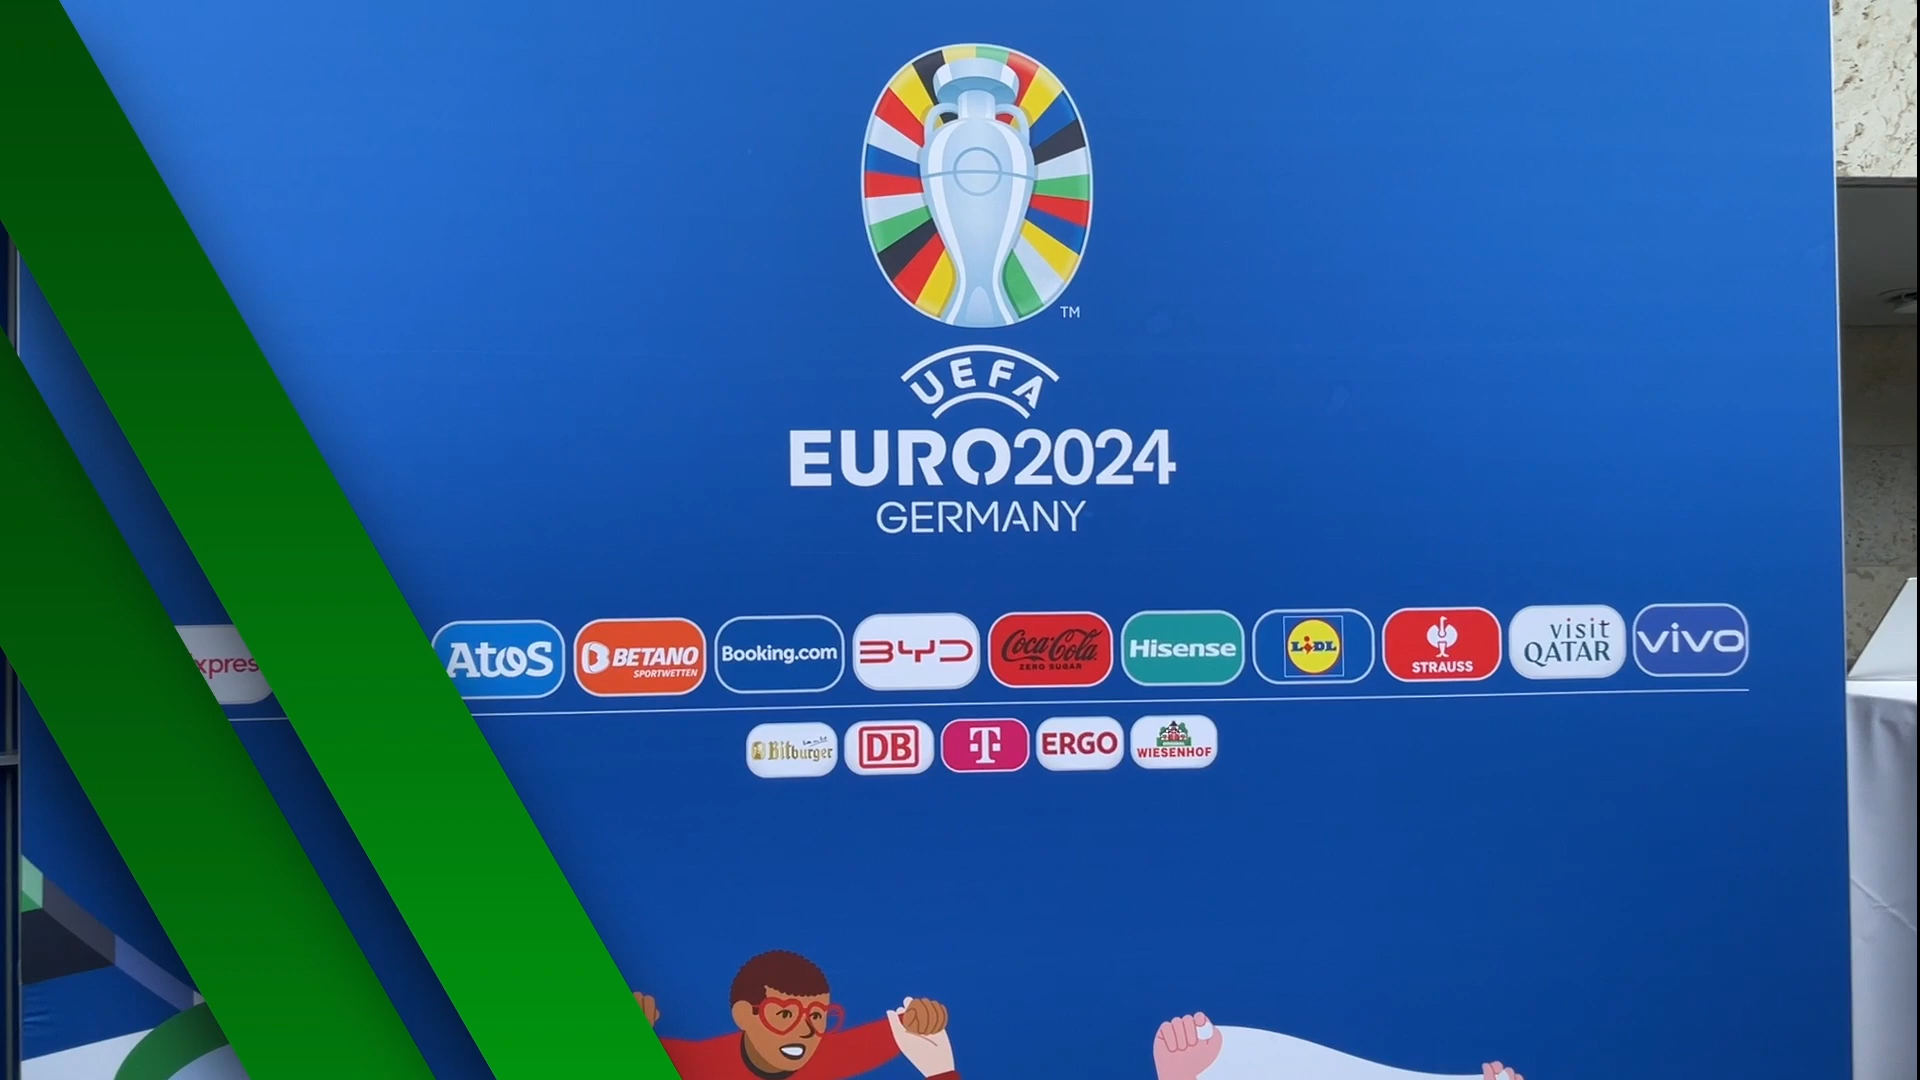 TM
UEFA
EURO2024
GERMANY
xpres
Atos
BETANO
SPORTWETTEN
Booking.com
BYD
Coca-Cola
ZERO SUGAR
Hisense
LIDL
STRAUSS
visit
QATAR
vivo
Bitburger
DB
T
ERGO
WIESENHOF